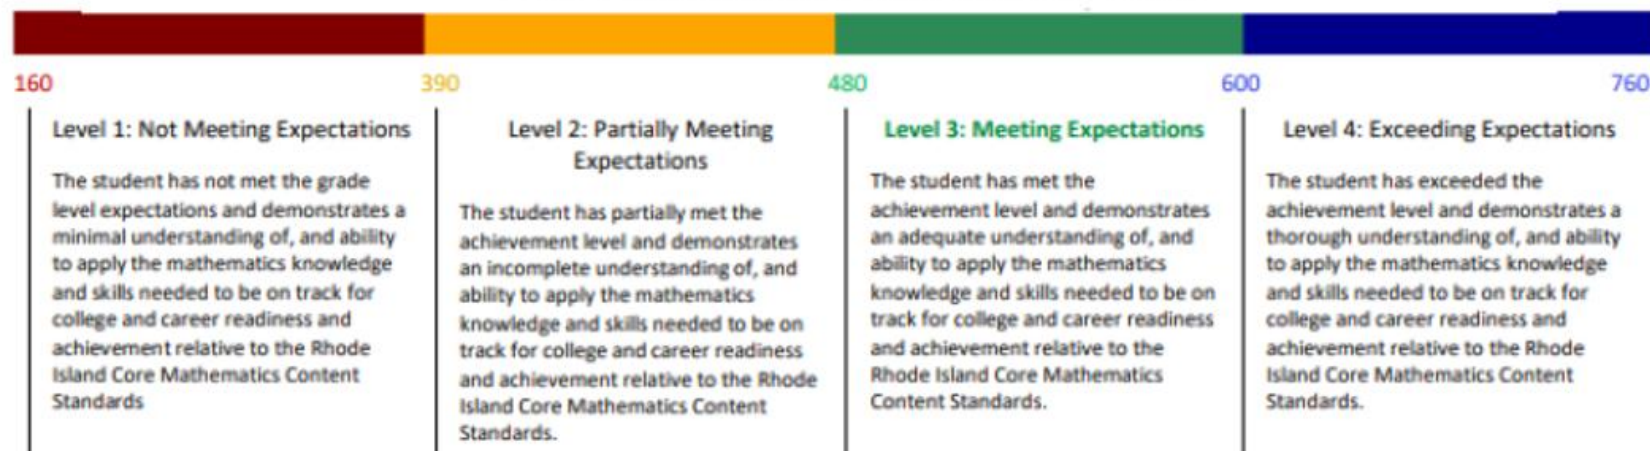 160
390
480
600
760
Level 1: Not Meeting Expectations
The student has not met the grade
level expectations and demonstrates a
minimal understanding of, and ability
to apply the mathematics knowledge
and skills needed to be on track for
college and career readiness and
achievement relative to the Rhode
Island Core Mathematics Content
Standards
Level 2: Partially Meeting
Expectations
The student has partially met the
achievement level and demonstrates
an incomplete understanding of, and
ability to apply the mathematics
knowledge and skills needed to be on
track for college and career readiness
and achievement relative to the Rhode
Island Core Mathematics Content
Standards.
Level 3: Meeting Expectations
The student has met the
achievement level and demonstrates
an adequate understanding of, and
ability to apply the mathematics
knowledge and skills needed to be on
track for college and career readiness
and achievement relative to the
Rhode Island Core Mathematics
Content Standards.
Level 4: Exceeding Expectations
The student has exceeded the
achievement level and demonstrates a
thorough understanding of, and ability
to apply the mathematics knowledge
and skills needed to be on track for
college and career readiness and
achievement relative to the Rhode
Island Core Mathematics Content
Standards.